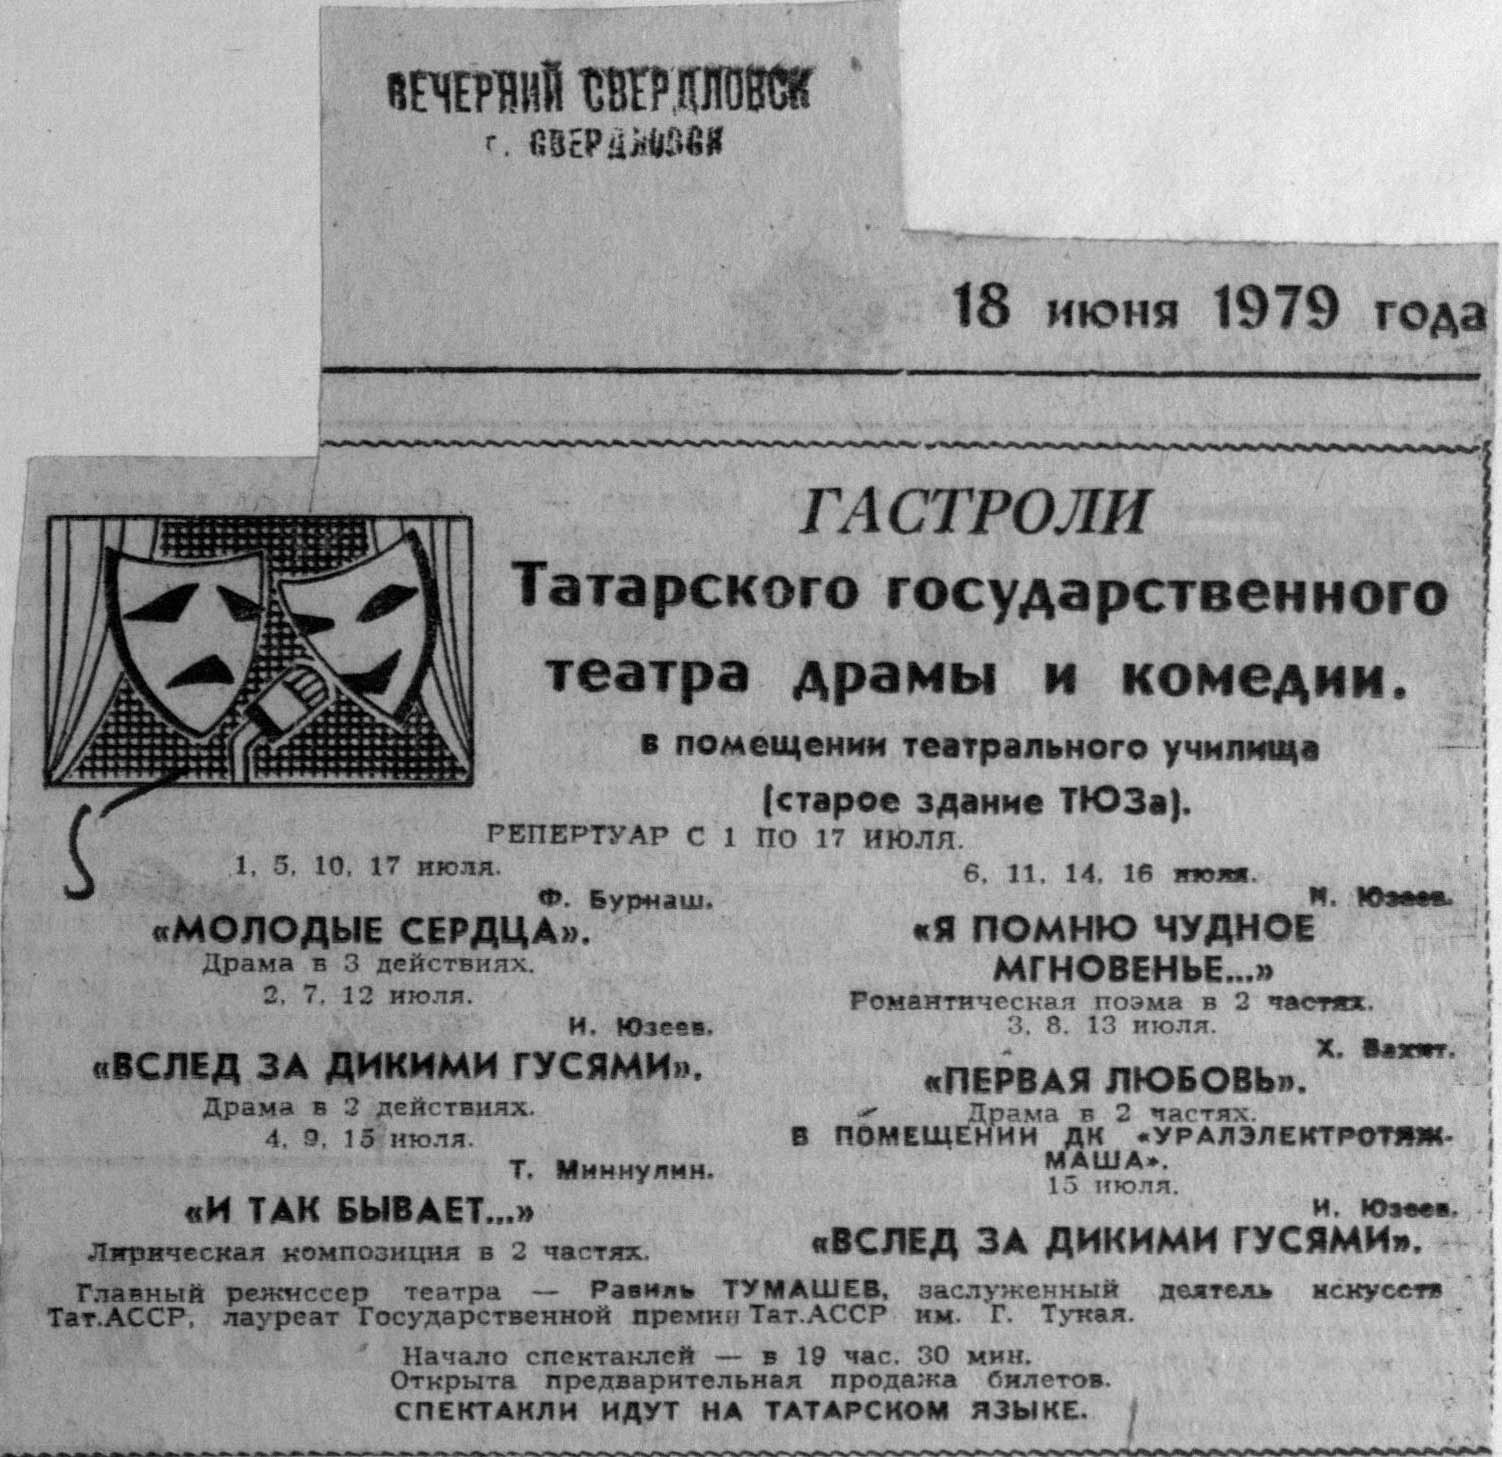 ВЕЧЕРНИЙ СВЕРДЛОВСК
г. СВЕРДЛОВСК
18 июня 1979 года
ГАСТРОЛИ
Татарского государственного
театра драмы и комедии.
в помещении театрального училища
(старое здание ТЮЗа).
РЕПЕРТУАР С 1 ПО 17 ИЮЛЯ.
1, 5, 10, 17 июля.
Ф. Бурнаш.
«МОЛОДЫЕ СЕРДЦА».
Драма в 3 действиях.
2, 7, 12 июля.
И. Юзеев.
«ВСЛЕД ЗА ДИКИМИ ГУСЯМИ».
Драма в 2 действиях.
4, 9, 15 июля.
Т. Миннулин.
«И ТАК БЫВАЕТ...»
Лирическая композиция в 2 частях.
6, 11, 14, 16 июля.
И. Юзеев.
«Я ПОМНЮ ЧУДНОЕ
МГНОВЕНЬЕ...»
Романтическая поэма в 2 частях.
3, 8, 13 июля.
Х. Вахит.
«ПЕРВАЯ ЛЮБОВЬ».
Драма в 2 частях.
В ПОМЕЩЕНИИ ДК «УРАЛЭЛЕКТРОТЯЖ-
МАША».
15 июля.
И. Юзеев.
«ВСЛЕД ЗА ДИКИМИ ГУСЯМИ».
Главный режиссер театра — Равиль ТУМАШЕВ, заслуженный деятель искусств
Тат.АССР, лауреат Государственной премии Тат.АССР им. Г. Тукая.
Начало спектаклей — в 19 час. 30 мин.
Открыта предварительная продажа билетов.
СПЕКТАКЛИ ИДУТ НА ТАТАРСКОМ ЯЗЫКЕ.